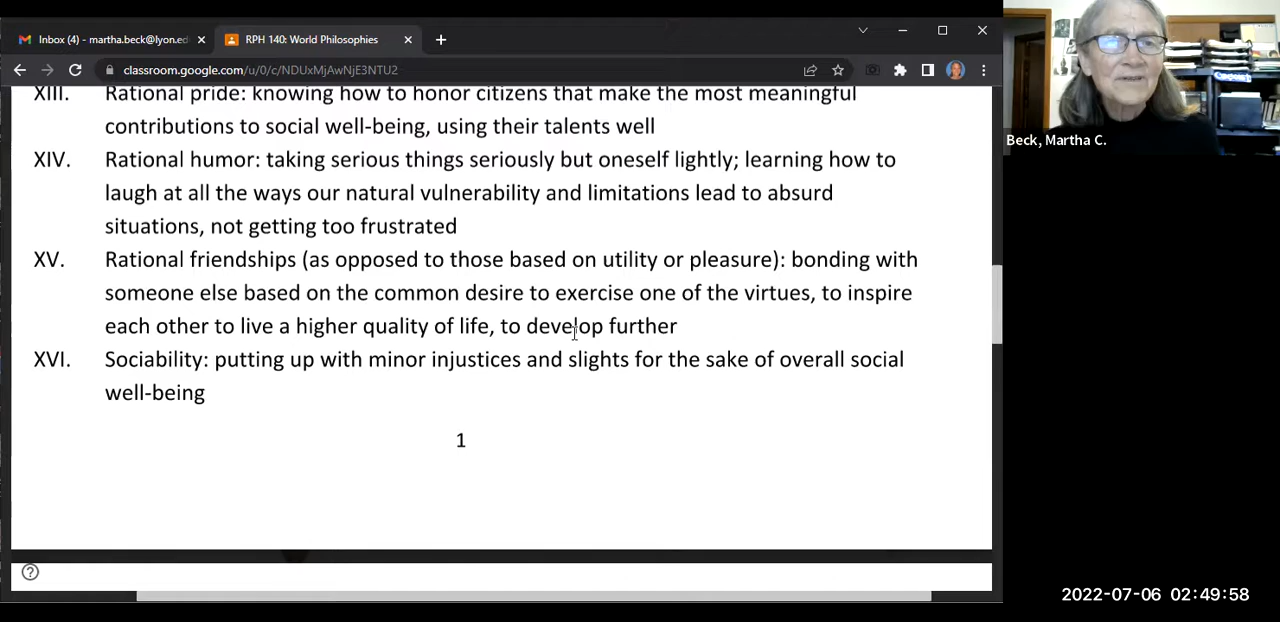 Inbox (4) - martha.beck@lyon.ed
RPH 140: World Philosophies
classroom.google.com/u/0/c/NDUxMjAwNjE3NTU2
XIII. Rational pride: knowing how to honor citizens that make the most meaningful
contributions to social well-being, using their talents well
XIV. Rational humor: taking serious things seriously but oneself lightly; learning how to
laugh at all the ways our natural vulnerability and limitations lead to absurd
situations, not getting too frustrated
XV. Rational friendships (as opposed to those based on utility or pleasure): bonding with
someone else based on the common desire to exercise one of the virtues, to inspire
each other to live a higher quality of life, to develop further
XVI. Sociability: putting up with minor injustices and slights for the sake of overall social
well-being
1
Beck, Martha C.
2022-07-06 02:49:58